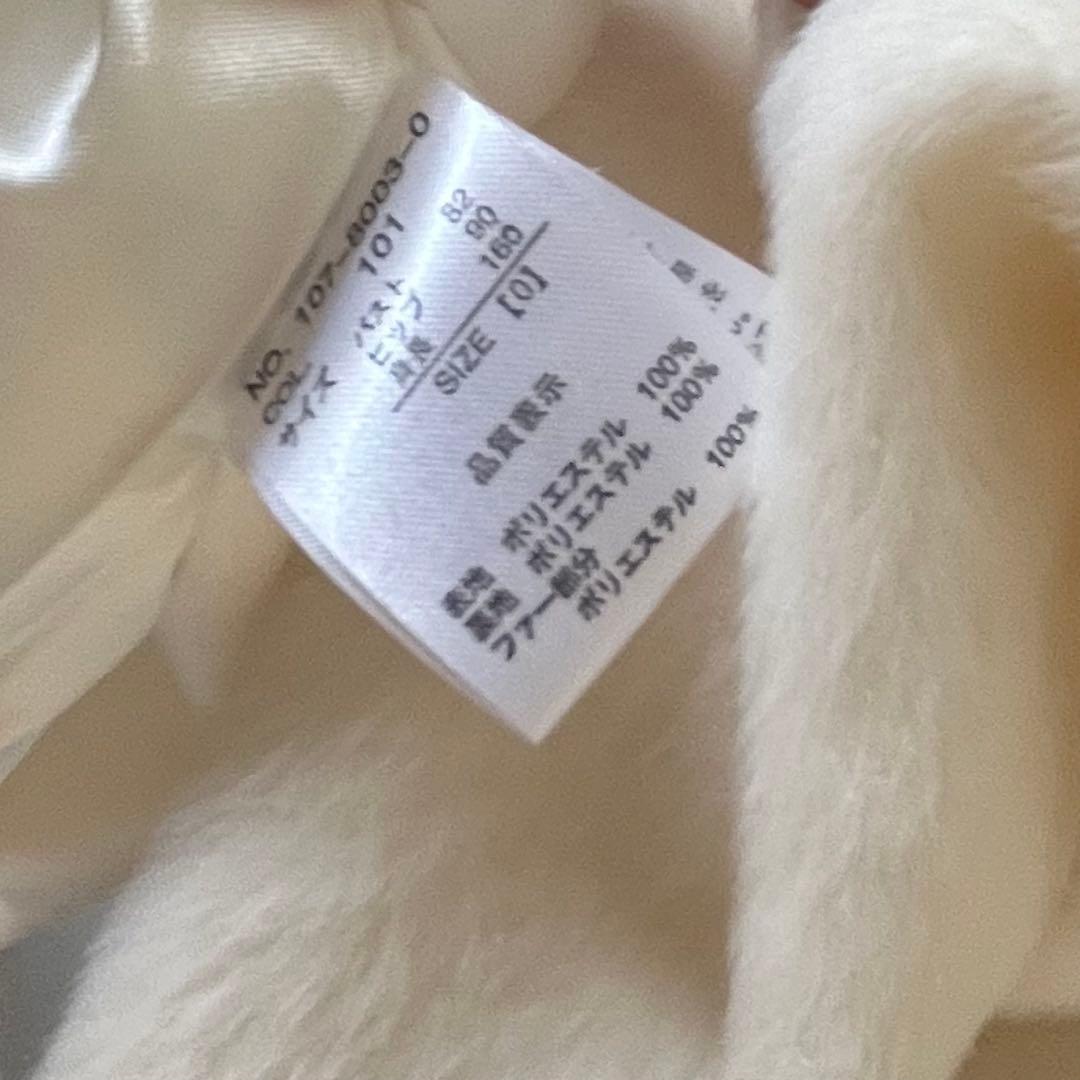 NO. 107-8003-0
COL 101
サイズ
バスト 82
ヒップ 90
身長 160
SIZE 【0】
品質表示
表地
ポリエステル 100%
裏地
ポリエステル 100%
ファー部分
ポリエステル 100%